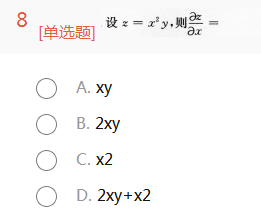 8 [单选题] 设 z = x²y,则∂z/∂x =
A. xy
B. 2xy
C. x2
D. 2xy+x2